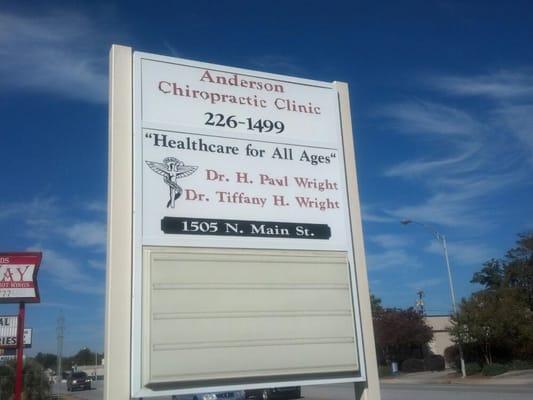 Anderson
Chiropractic Clinic
226-1499
"Healthcare for All Ages"
Dr. H. Paul Wright
Dr. Tiffany H. Wright
1505 N. Main St.